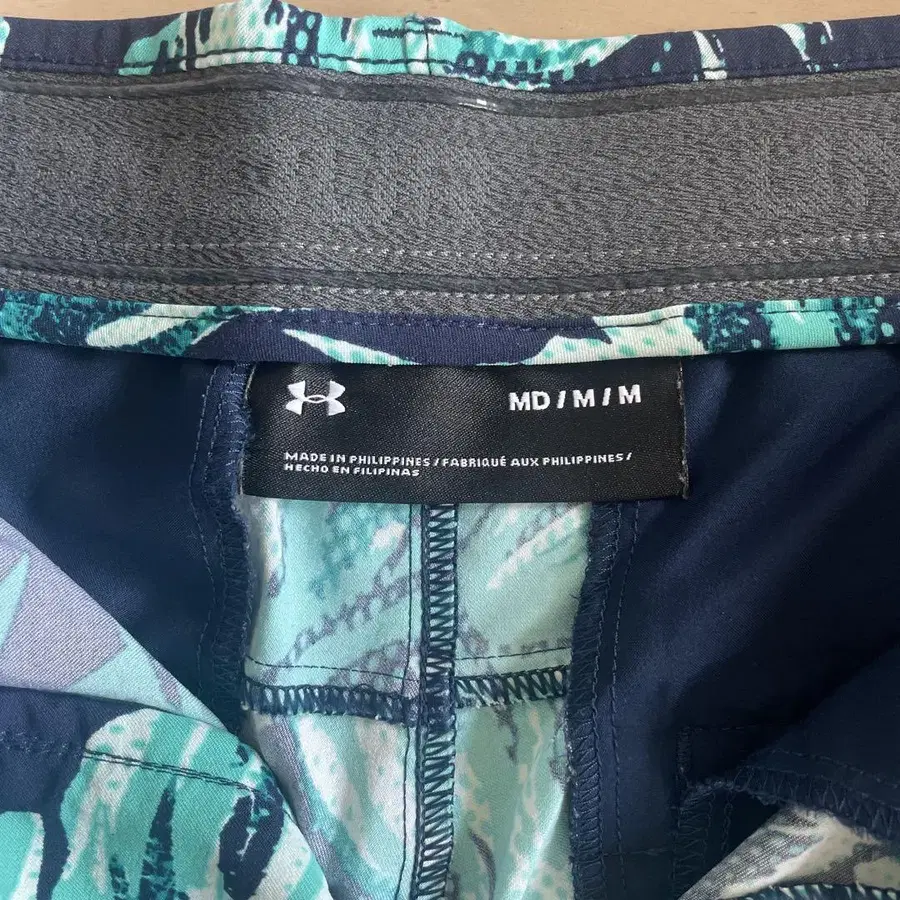 MD / M / M
MADE IN PHILIPPINES / FABRIQUÉ AUX PHILIPPINES /
HECHO EN FILIPINAS